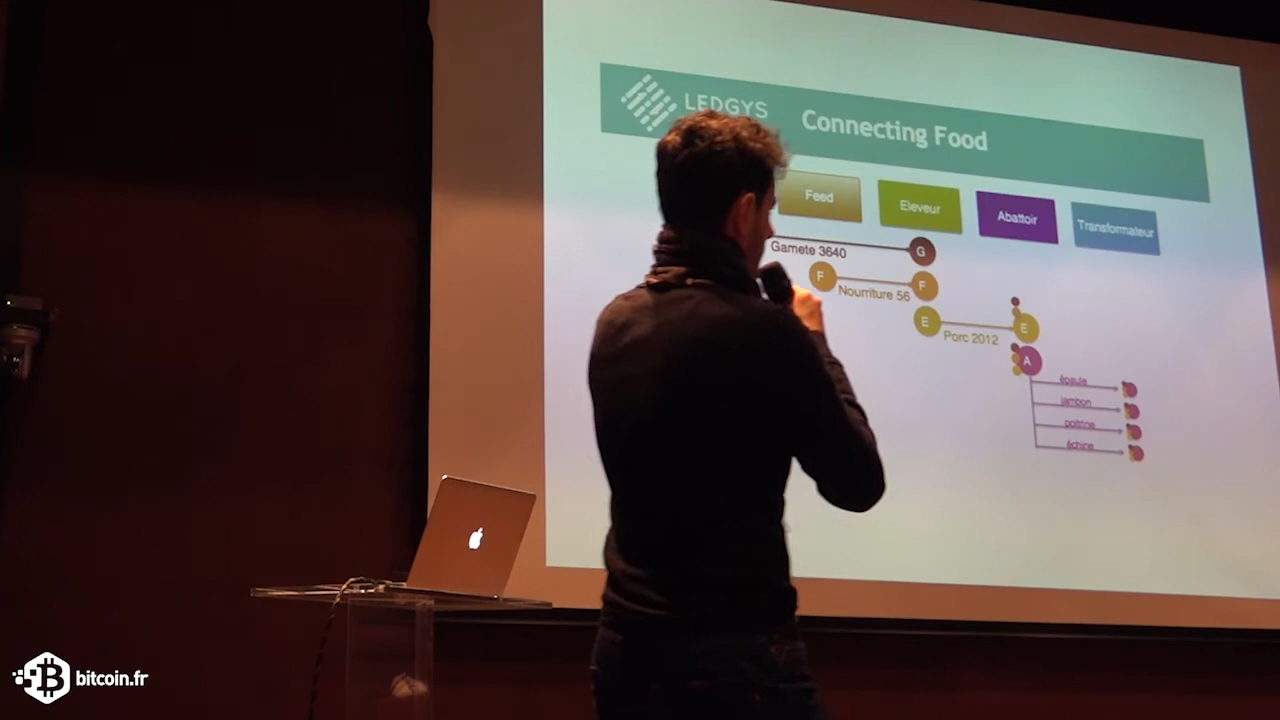 LEDGYS
Connecting Food
Feed
Eleveur
Abattoir
Transformateur
Gamete 3640
G
F
F
Nourriture 56
E
E
Porc 2012
A
épaule
jambon
poitrine
échine
bitcoin.fr